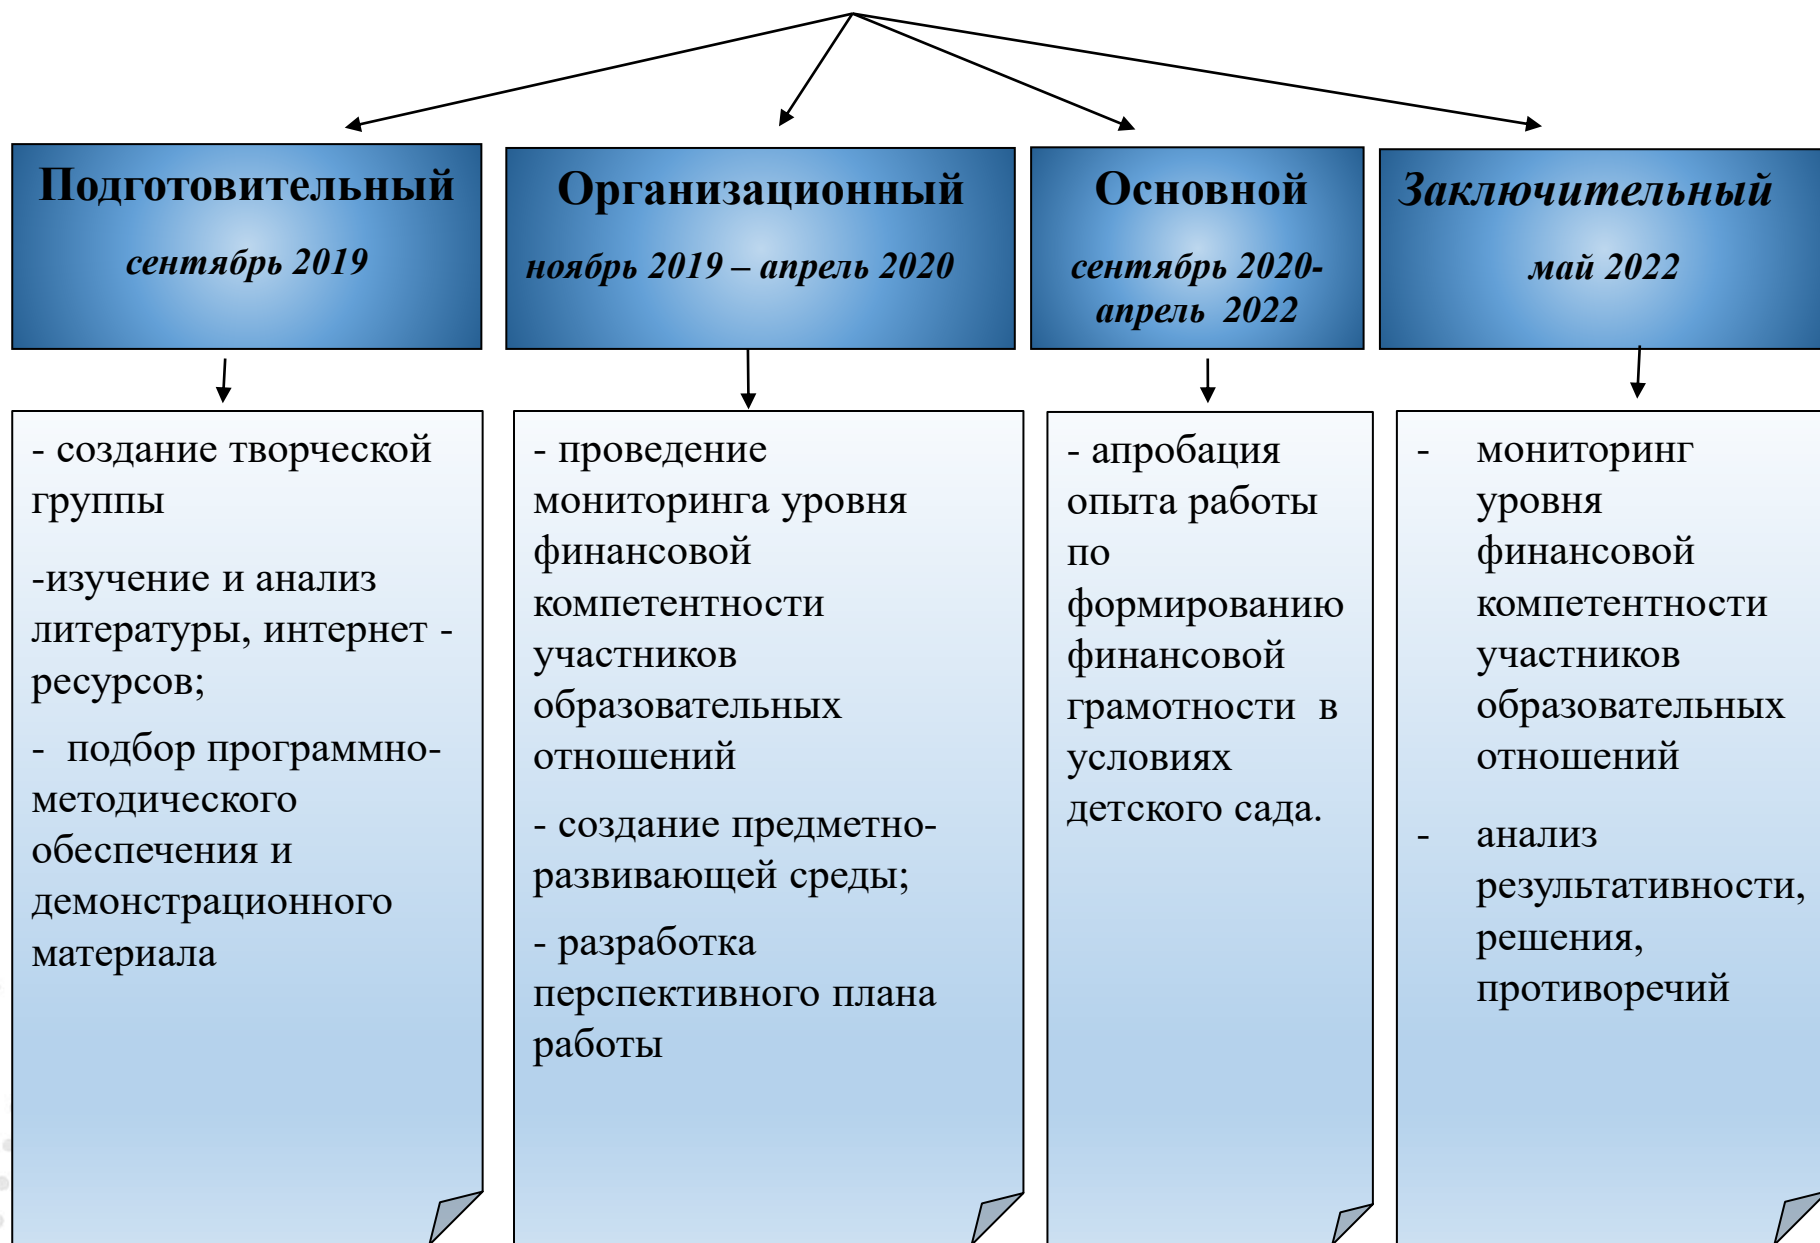 Подготовительный
сентябрь 2019
Организационный
ноябрь 2019 – апрель 2020
Основной
сентябрь 2020-
апрель  2022
Заключительный
май 2022
- создание творческой
группы
-изучение и анализ
литературы, интернет -
ресурсов;
-  подбор программно-
методического
обеспечения и
демонстрационного
материала
- проведение
мониторинга уровня
финансовой
компетентности
участников
образовательных
отношений
- создание предметно-
развивающей среды;
- разработка
перспективного плана
работы
- апробация
опыта работы
по
формированию
финансовой
грамотности  в
условиях
детского сада.
- мониторинг
уровня
финансовой
компетентности
участников
образовательных
отношений
- анализ
результативности,
решения,
противоречий